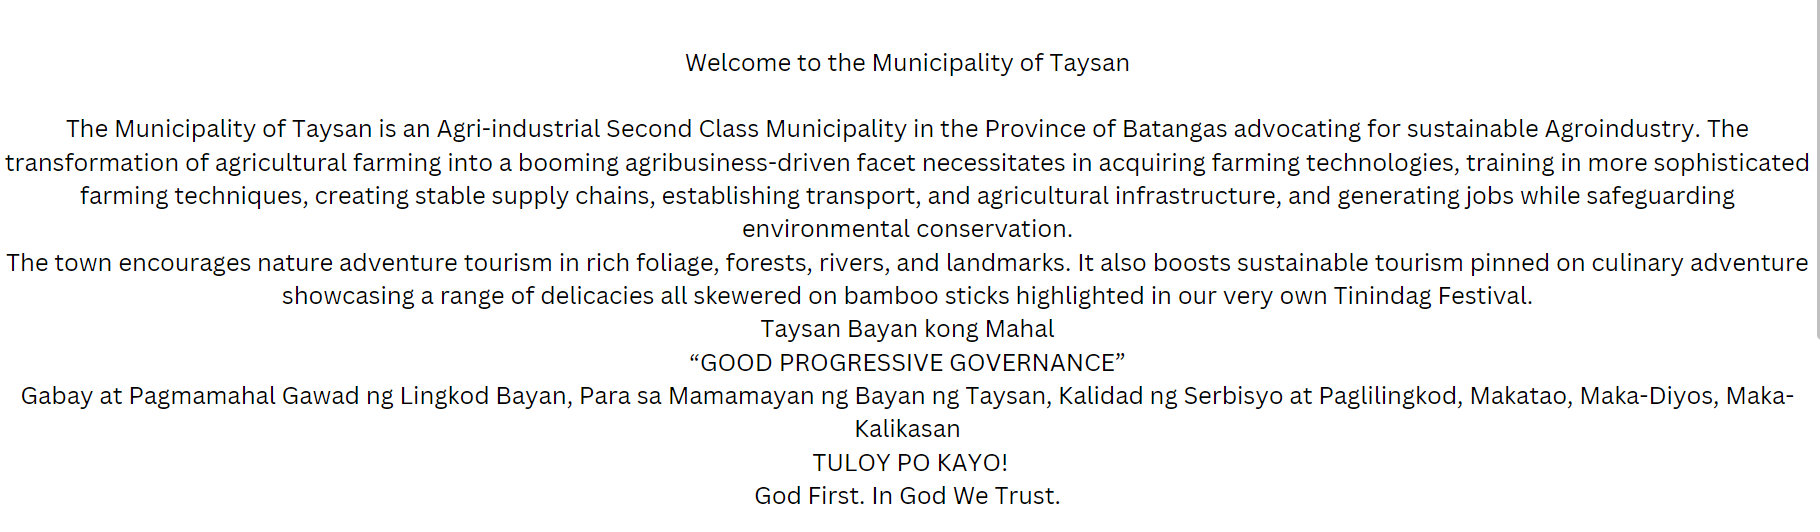 Welcome to the Municipality of Taysan
The Municipality of Taysan is an Agri-industrial Second Class Municipality in the Province of Batangas advocating for sustainable Agroindustry. The
transformation of agricultural farming into a booming agribusiness-driven facet necessitates in acquiring farming technologies, training in more sophisticated
farming techniques, creating stable supply chains, establishing transport, and agricultural infrastructure, and generating jobs while safeguarding
environmental conservation.
The town encourages nature adventure tourism in rich foliage, forests, rivers, and landmarks. It also boosts sustainable tourism pinned on culinary adventure
showcasing a range of delicacies all skewered on bamboo sticks highlighted in our very own Tinindag Festival.
Taysan Bayan kong Mahal
“GOOD PROGRESSIVE GOVERNANCE”
Gabay at Pagmamahal Gawad ng Lingkod Bayan, Para sa Mamamayan ng Bayan ng Taysan, Kalidad ng Serbisyo at Paglilingkod, Makatao, Maka-Diyos, Maka-
Kalikasan
TULOY PO KAYO!
God First. In God We Trust.